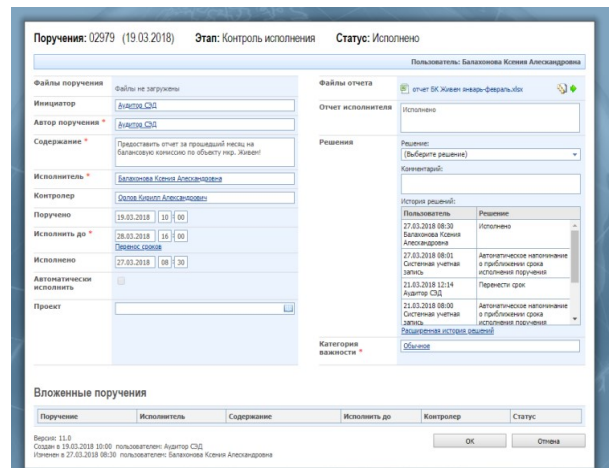 Поручения: 02979 (19.03.2018) Этап: Контроль исполнения Статус: Исполнено
Пользователь: Балахонова Ксения Александровна
Файлы поручения
Файлы не загружены
Инициатор
Аудитор СЭД
Автор поручения *
Аудитор СЭД
Содержание *
Предоставить отчет за прошедший месяц на
балансовую комиссию по объекту мкр. Живем!
Исполнитель *
Балахонова Ксения Александровна
Контролер
Орлов Кирилл Александрович
Поручено
19.03.2018 10 : 00
Исполнить до *
28.03.2018 16 : 00
Перенос сроков
Исполнено
27.03.2018 08 : 30
Автоматически
исполнить
Проект
Файлы отчета
отчет БК Живем январь-февраль.xlsx
Отчет исполнителя
Исполнено
Решения
Решение:
(Выберите решение)
Комментарий:
История решений:
Пользователь Решение
27.03.2018 08:30
Балахонова Ксения
Александровна
Исполнено
27.03.2018 08:01
Системная учетная
запись
Автоматическое напоминание
о приближении срока
исполнения поручения
21.03.2018 12:14
Аудитор СЭД
Перенести срок
21.03.2018 08:00
Системная учетная
запись
Автоматическое напоминание
о приближении срока
исполнения поручения
Расширенная история решений
Категория
важности *
Обычное
Вложенные поручения
Поручение Исполнитель Содержание Исполнить до Контролер Статус
Версия: 11.0
Создан в 19.03.2018 10:00 пользователем: Аудитор СЭД
Изменен в 27.03.2018 08:30 пользователем: Балахонова Ксения Александровна
ОК Отмена